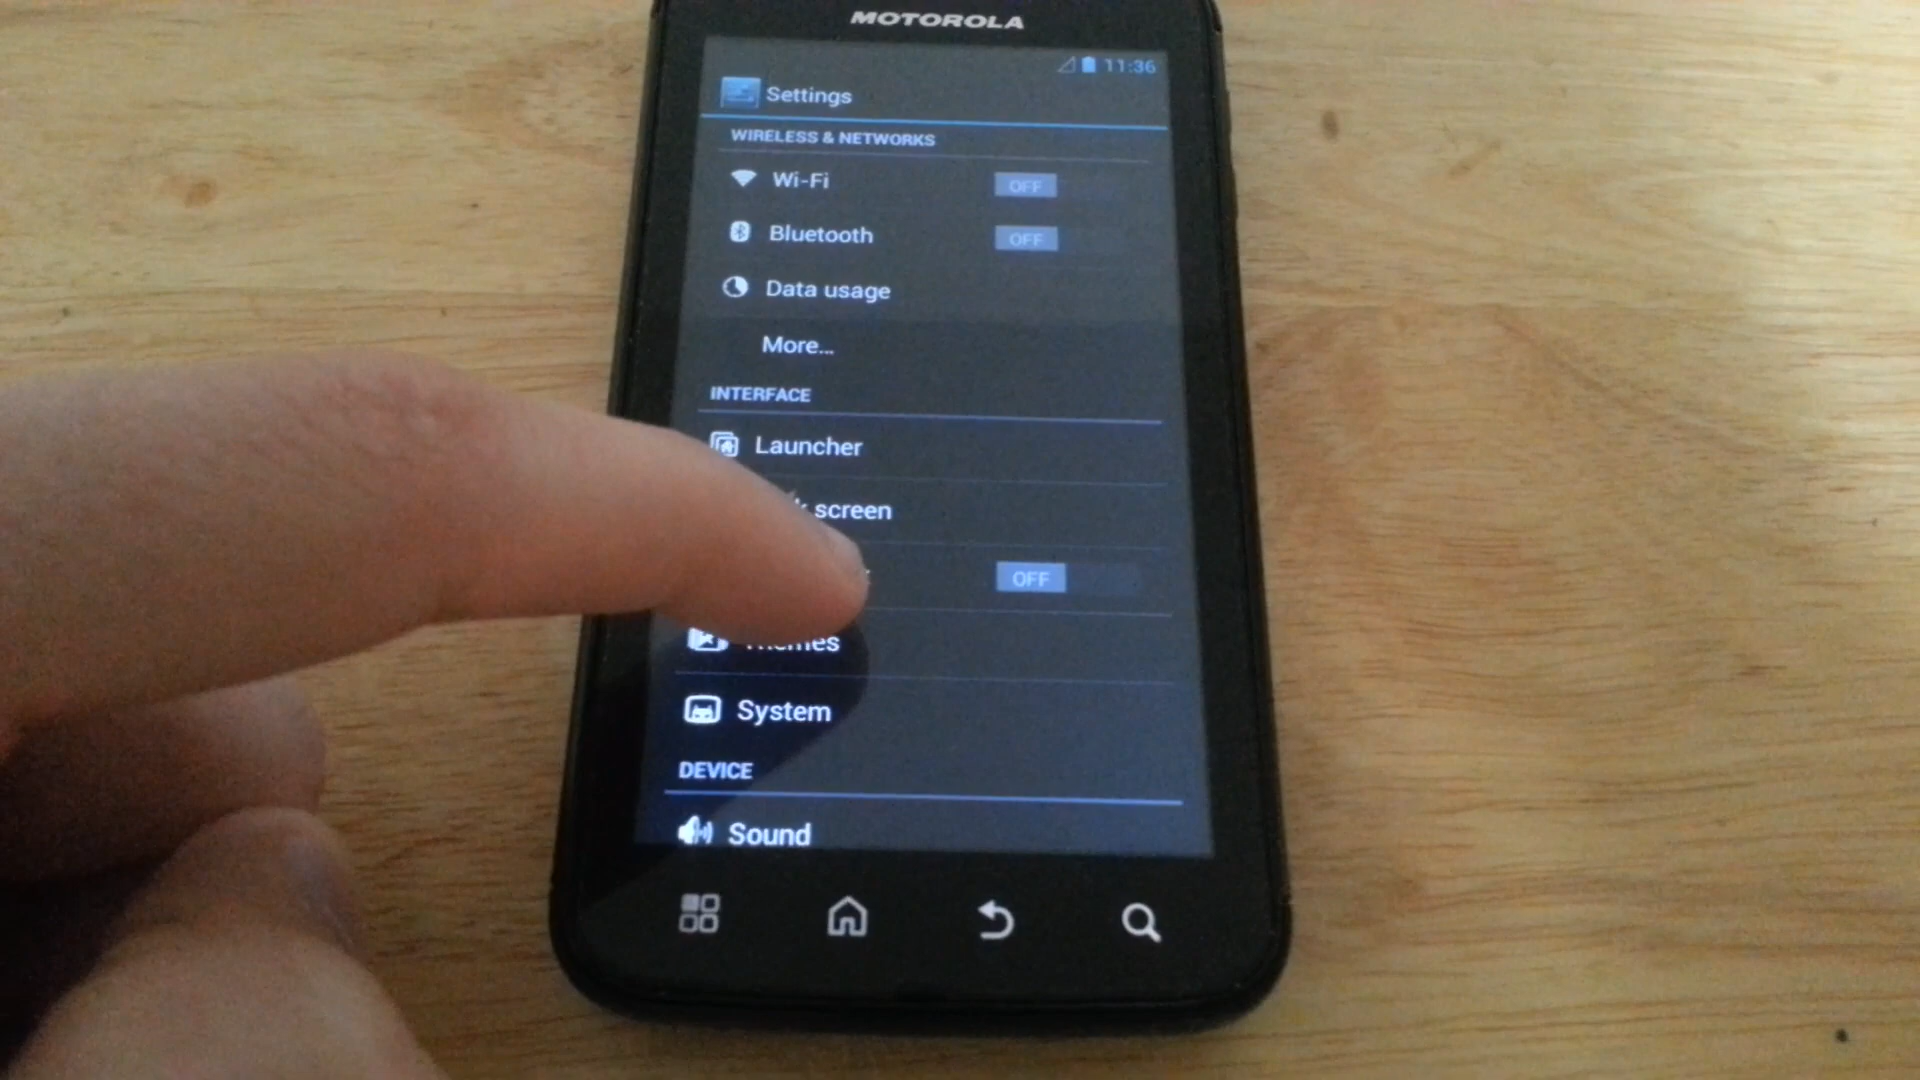 MOTOROLA
11:36
Settings
WIRELESS & NETWORKS
Wi-Fi OFF
Bluetooth OFF
Data usage
More...
INTERFACE
Launcher
screen
OFF
Themes
System
DEVICE
Sound